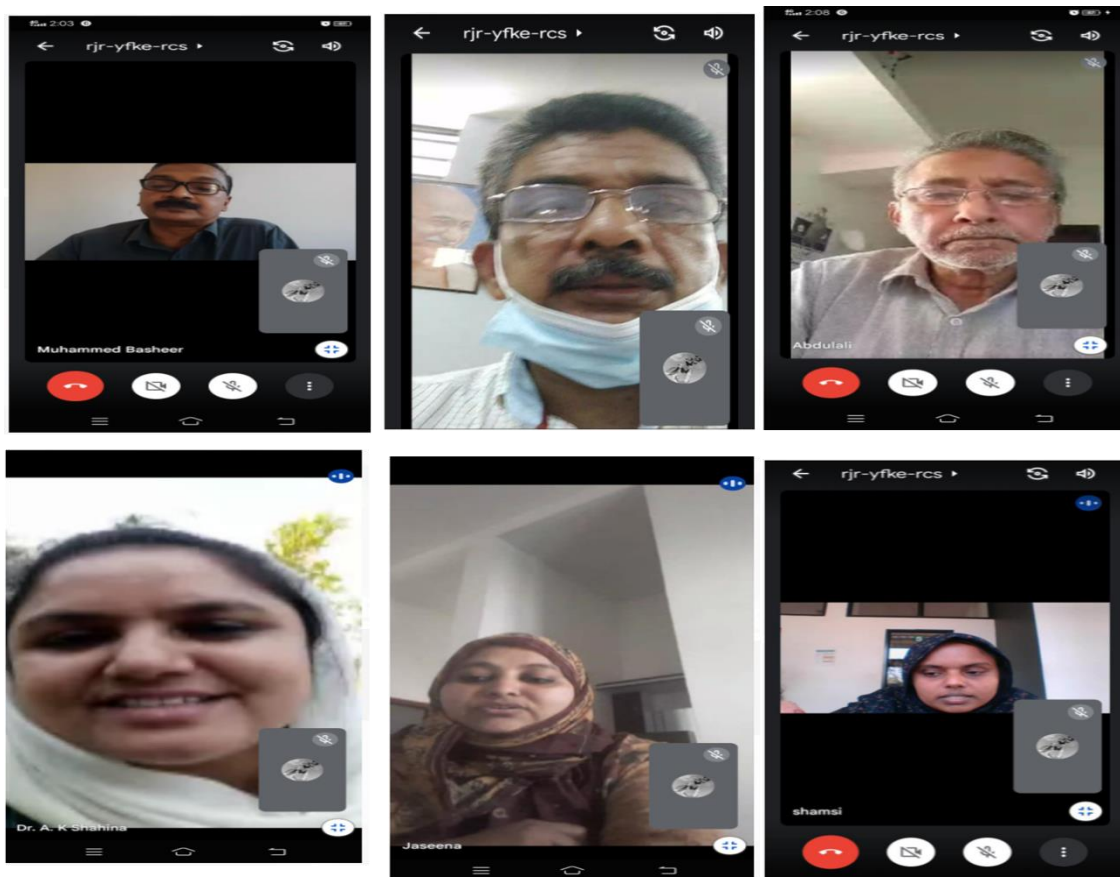 2:03
rjr-yfke-rcs
Muhammed Basheer
rjr-yfke-rcs
2:08
rjr-yfke-rcs
Abdulali
Dr. A. K Shahina
Jaseena
rjr-yfke-rcs
shamsi